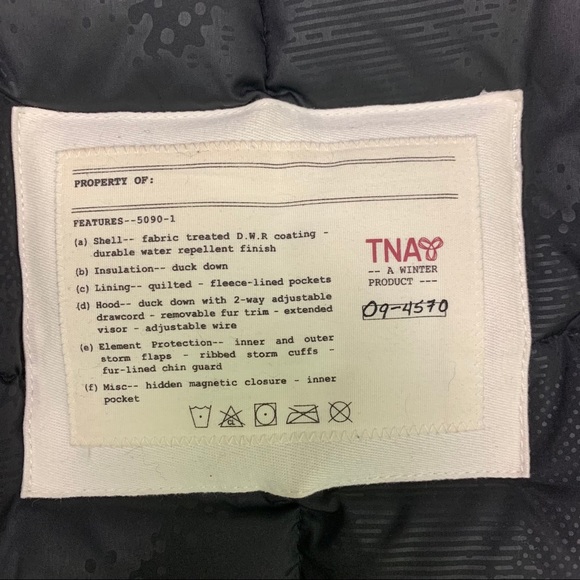 PROPERTY OF:
FEATURES--5090-1
(a) Shell-- fabric treated D.W.R coating -
durable water repellent finish
(b) Insulation-- duck down
(c) Lining-- quilted - fleece-lined pockets
(d) Hood-- duck down with 2-way adjustable
drawcord - removable fur trim - extended
visor - adjustable wire
(e) Element Protection-- inner and outer
storm flaps - ribbed storm cuffs -
fur-lined chin guard
(f) Misc-- hidden magnetic closure - inner
pocket
TNA
-- A WINTER
PRODUCT ---
09-4570
CL